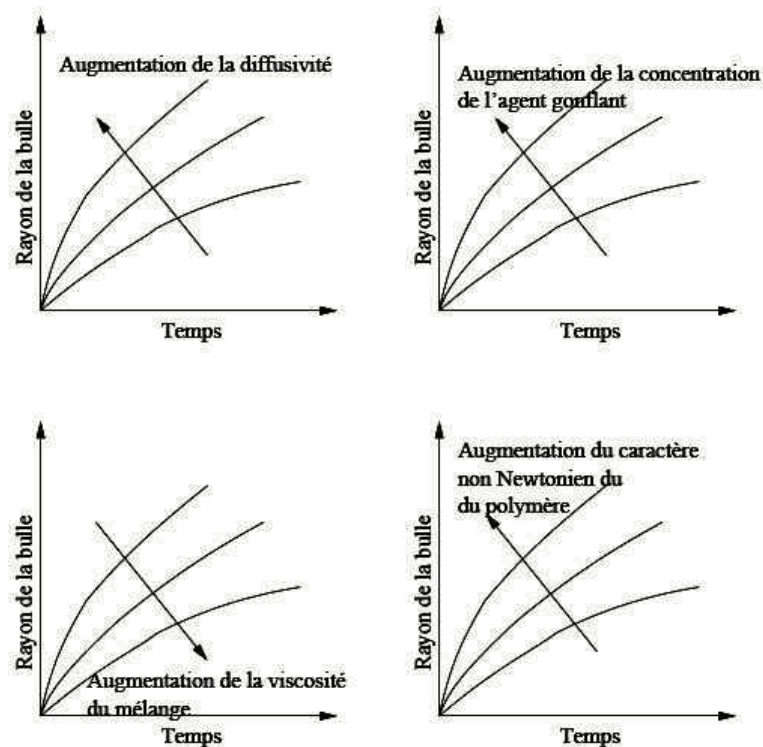 Augmentation de la diffusivité
Rayon de la bulle
Temps
Augmentation de la concentration
de l'agent gonflant
Rayon de la bulle
Temps
Rayon de la bulle
Augmentation de la viscosité
du mélange
Temps
Augmentation du caractère
non Newtonien du
du polymère
Rayon de la bulle
Temps